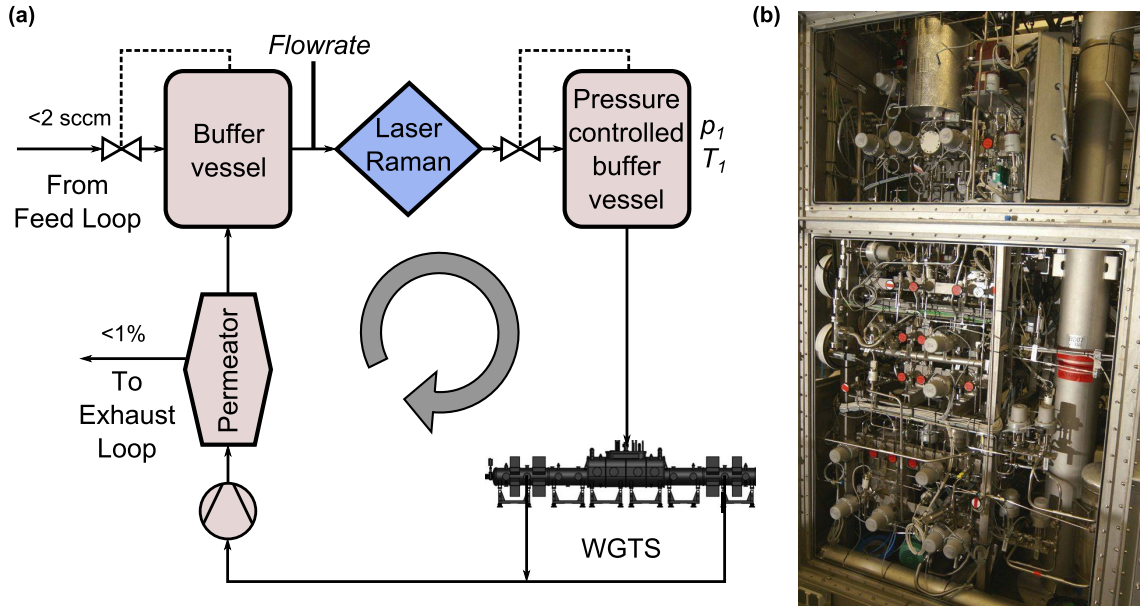 (a)
(b)
Flowrate
<2 sccm
From
Feed Loop
Buffer
vessel
Laser
Raman
Pressure
controlled
buffer
vessel
p1
T1
<1%
To
Exhaust
Loop
Permeator
WGTS